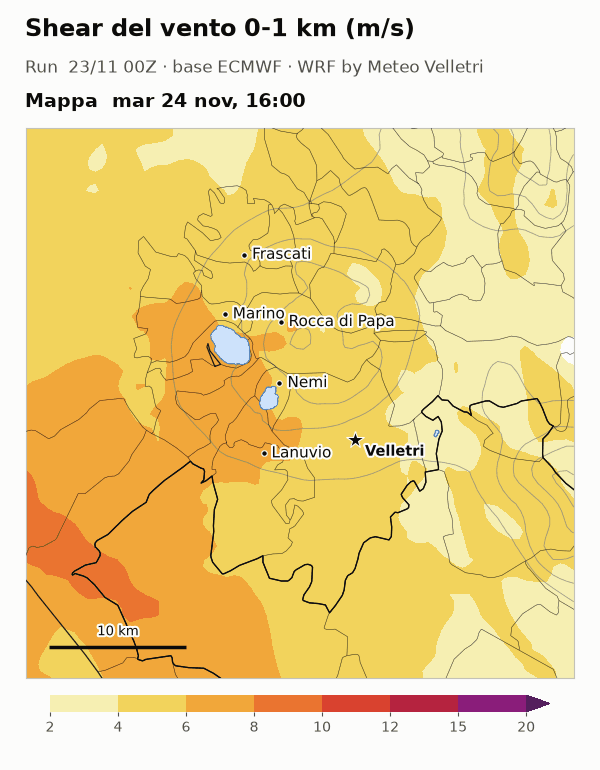 Shear del vento 0-1 km (m/s)
Run 23/11 00Z · base ECMWF · WRF by Meteo Velletri
Mappa mar 24 nov, 16:00
Frascati
Marino
Rocca di Papa
Nemi
Velletri
Lanuvio
10 km
2 4 6 8 10 12 15 20